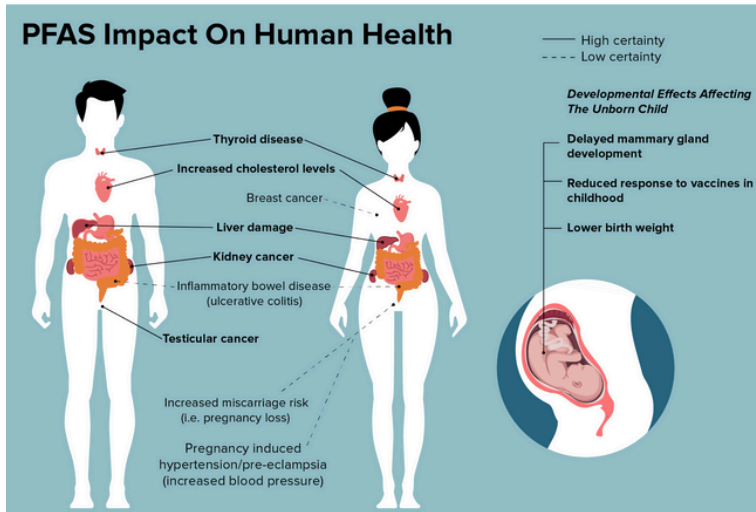 PFAS Impact On Human Health
High certainty
Low certainty
Developmental Effects Affecting
The Unborn Child
Delayed mammary gland
development
Reduced response to vaccines in
childhood
Lower birth weight
Thyroid disease
Increased cholesterol levels
Breast cancer
Liver damage
Kidney cancer
Inflammatory bowel disease
(ulcerative colitis)
Testicular cancer
Increased miscarriage risk
(i.e. pregnancy loss)
Pregnancy induced
hypertension/pre-eclampsia
(increased blood pressure)